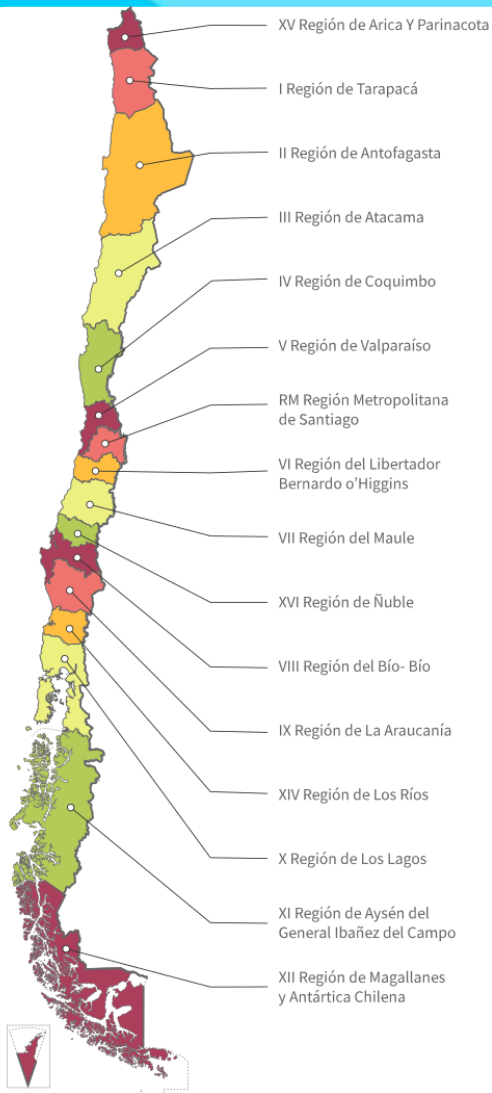 XV Región de Arica Y Parinacota
I Región de Tarapacá
II Región de Antofagasta
III Región de Atacama
IV Región de Coquimbo
V Región de Valparaíso
RM Región Metropolitana
de Santiago
VI Región del Libertador
Bernardo o’Higgins
VII Región del Maule
XVI Región de Ñuble
VIII Región del Bío- Bío
IX Región de La Araucanía
XIV Región de Los Ríos
X Región de Los Lagos
XI Región de Aysén del
General Ibañez del Campo
XII Región de Magallanes
y Antártica Chilena